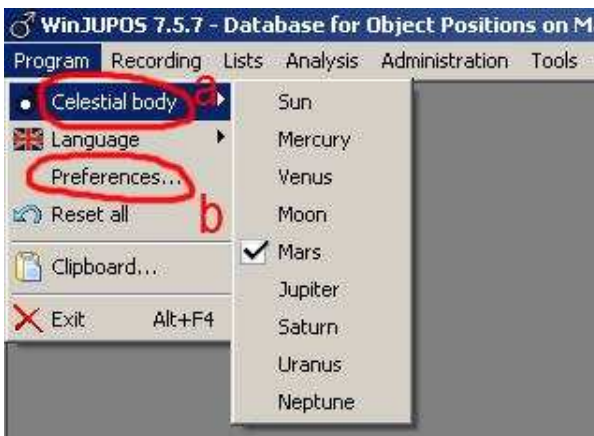 WinJUPOS 7.5.7 - Database for Object Positions on M
Program Recording Lists Analysis Administration Tools
Celestial body a
Language
Preferences...
b
Reset all
Clipboard...
Exit Alt+F4
Sun
Mercury
Venus
Moon
Mars
Jupiter
Saturn
Uranus
Neptune